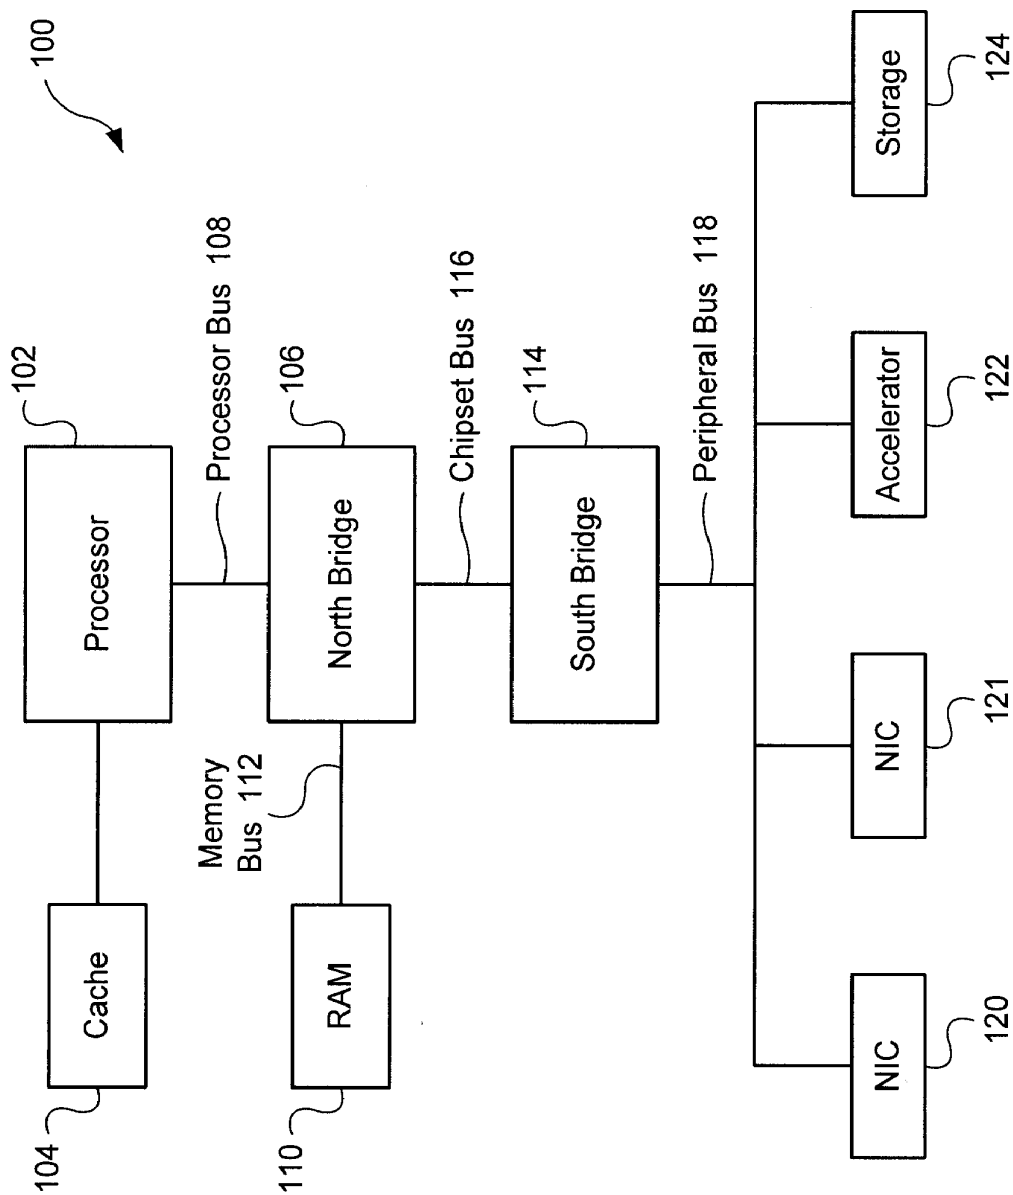 100
102
Processor
Cache
104
Processor Bus 108
106
North Bridge
Memory
Bus 112
RAM
110
Chipset Bus 116
114
South Bridge
Peripheral Bus 118
NIC
120
NIC
121
Accelerator
122
Storage
124